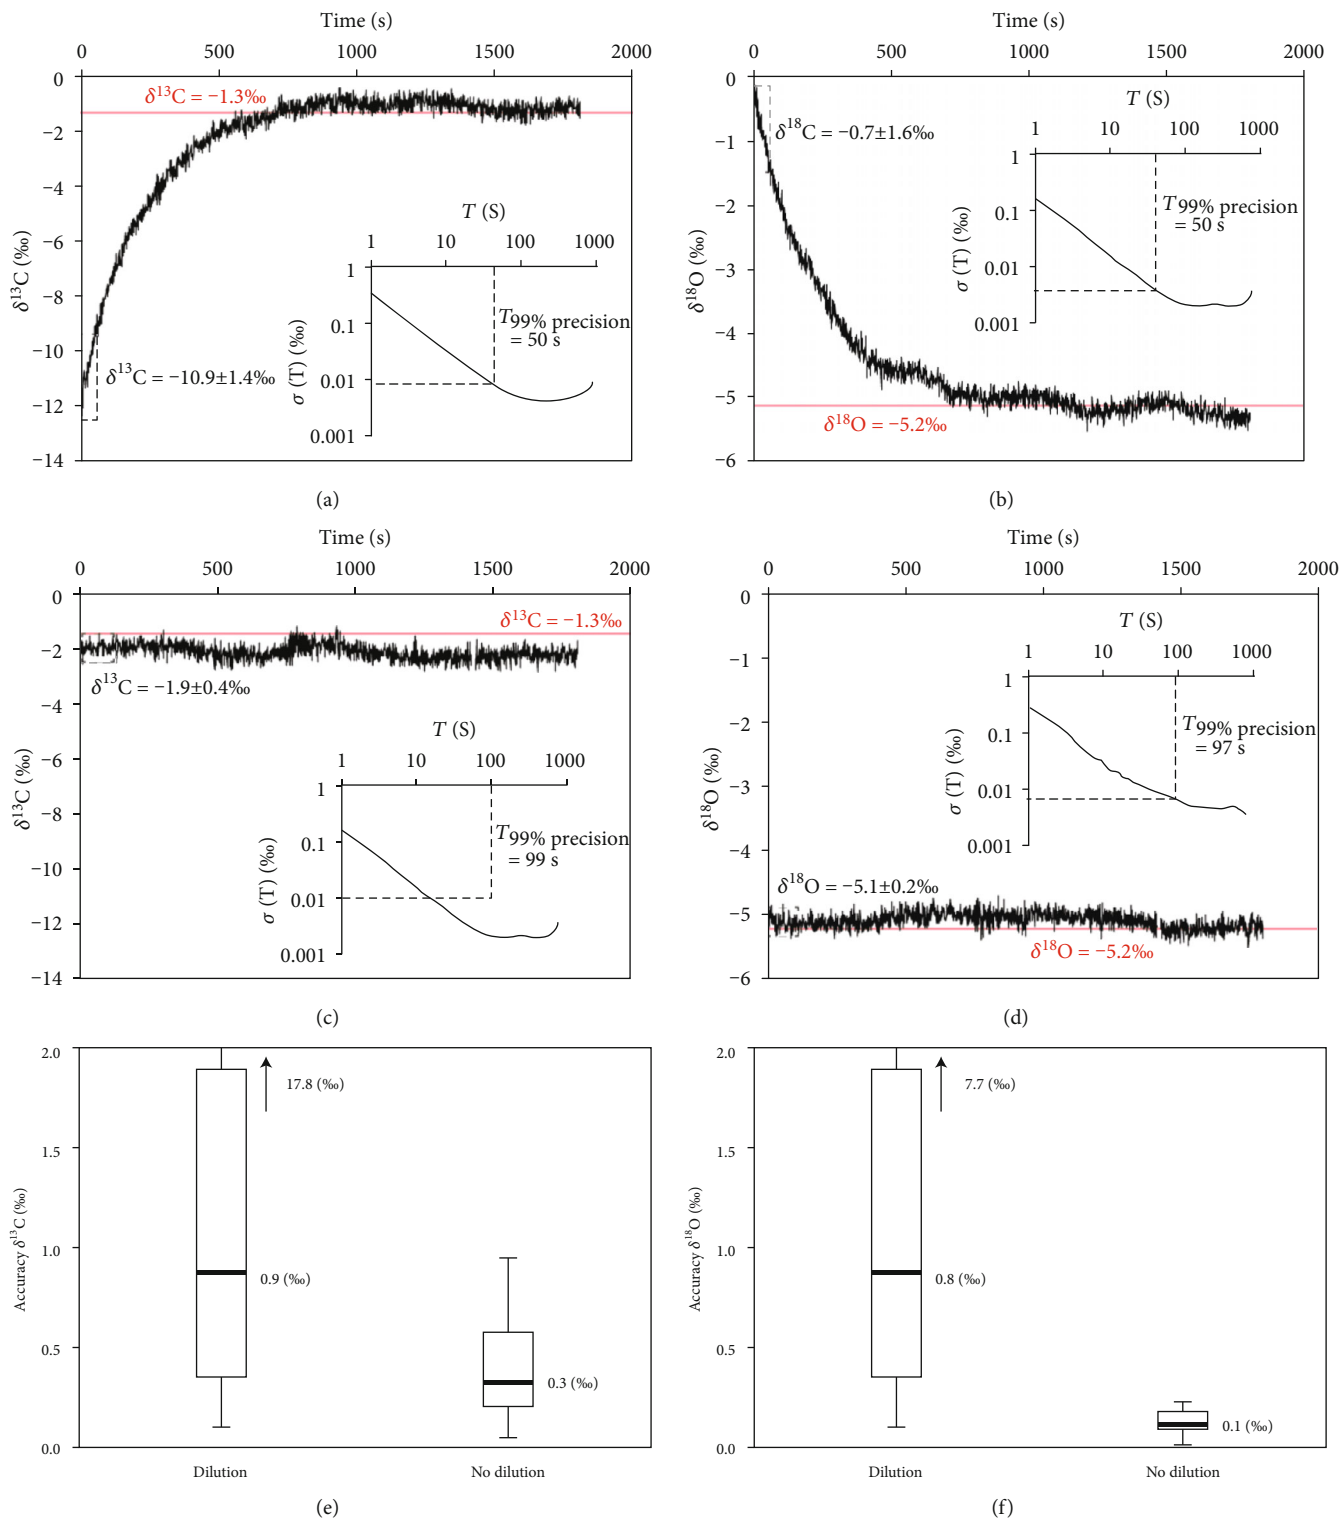 Time (s)
0 500 1000 1500 2000
0
−2
−4
−6
−8
−10
−12
−14
δ¹³C (‰)
δ¹³C = −1.3‰
δ¹³C = −10.9±1.4‰
T (S)
1 10 100 1000
1
0.1
0.01
0.001
σ (T) (‰)
T99% precision
= 50 s
(a)
Time (s)
0 500 1000 1500 2000
0
−1
−2
−3
−4
−5
−6
δ¹⁸O (‰)
δ¹⁸C = −0.7±1.6‰
T (S)
1 10 100 1000
1
0.1
0.01
0.001
σ (T) (‰)
T99% precision
= 50 s
δ¹⁸O = −5.2‰
(b)
Time (s)
0 500 1000 1500 2000
0
−2
−4
−6
−8
−10
−12
−14
δ¹³C (‰)
δ¹³C = −1.3‰
δ¹³C = −1.9±0.4‰
T (S)
1 10 100 1000
1
0.1
0.01
0.001
σ (T) (‰)
T99% precision
= 99 s
(c)
Time (s)
0 500 1000 1500 2000
0
−1
−2
−3
−4
−5
−6
δ¹⁸O (‰)
T (S)
1 10 100 1000
1
0.1
0.01
0.001
σ (T) (‰)
T99% precision
= 97 s
δ¹⁸O = −5.1±0.2‰
δ¹⁸O = −5.2‰
(d)
2.0
1.5
1.0
0.5
0.0
Accuracy δ¹³C (‰)
17.8 (‰)
0.9 (‰)
0.3 (‰)
Dilution No dilution
(e)
2.0
1.5
1.0
0.5
0.0
Accuracy δ¹⁸O (‰)
7.7 (‰)
0.8 (‰)
0.1 (‰)
Dilution No dilution
(f)